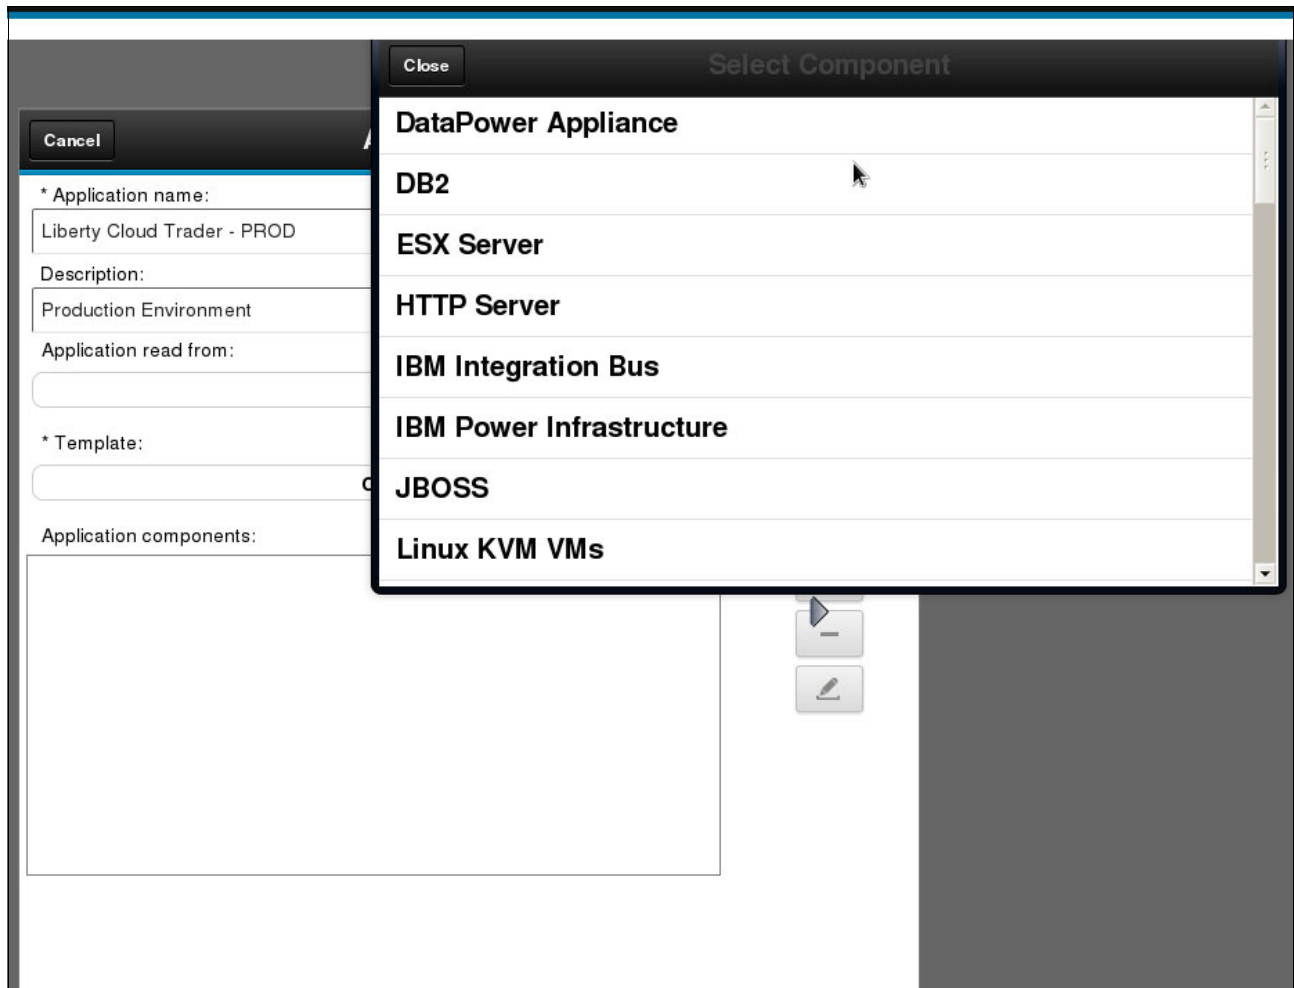 Close
Select Component
DataPower Appliance
DB2
ESX Server
HTTP Server
IBM Integration Bus
IBM Power Infrastructure
JBOSS
Linux KVM VMs
Cancel
* Application name:
Liberty Cloud Trader - PROD
Description:
Production Environment
Application read from:
* Template:
Application components: